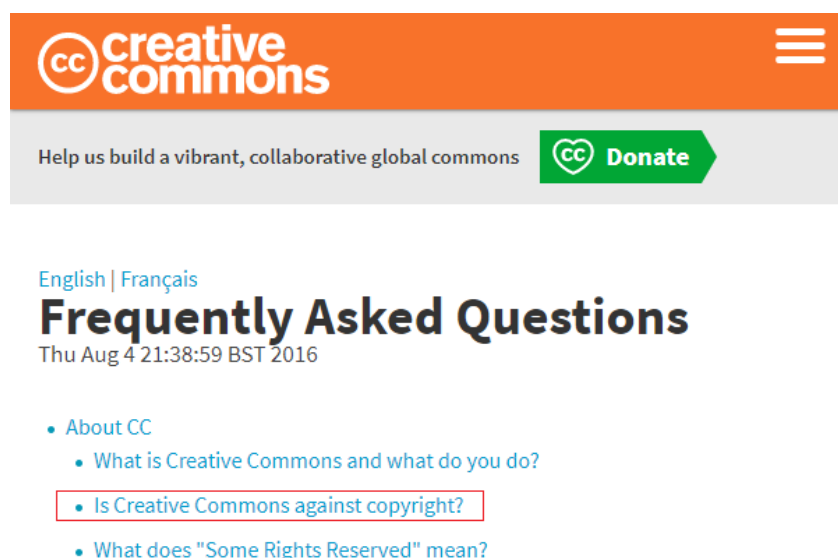 cc creative
commons
Help us build a vibrant, collaborative global commons cc Donate
English | Français
Frequently Asked Questions
Thu Aug 4 21:38:59 BST 2016
• About CC
• What is Creative Commons and what do you do?
• Is Creative Commons against copyright?
• What does "Some Rights Reserved" mean?